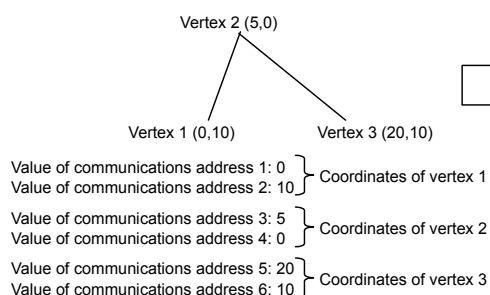 Vertex 2 (5,0)
Vertex 1 (0,10)
Vertex 3 (20,10)
Value of communications address 1: 0
Value of communications address 2: 10
Coordinates of vertex 1
Value of communications address 3: 5
Value of communications address 4: 0
Coordinates of vertex 2
Value of communications address 5: 20
Value of communications address 6: 10
Coordinates of vertex 3